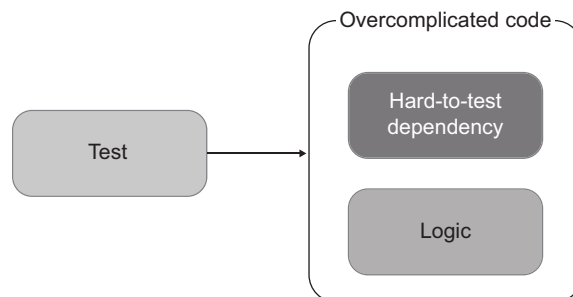 Overcomplicated code
Hard-to-test
dependency
Test
Logic